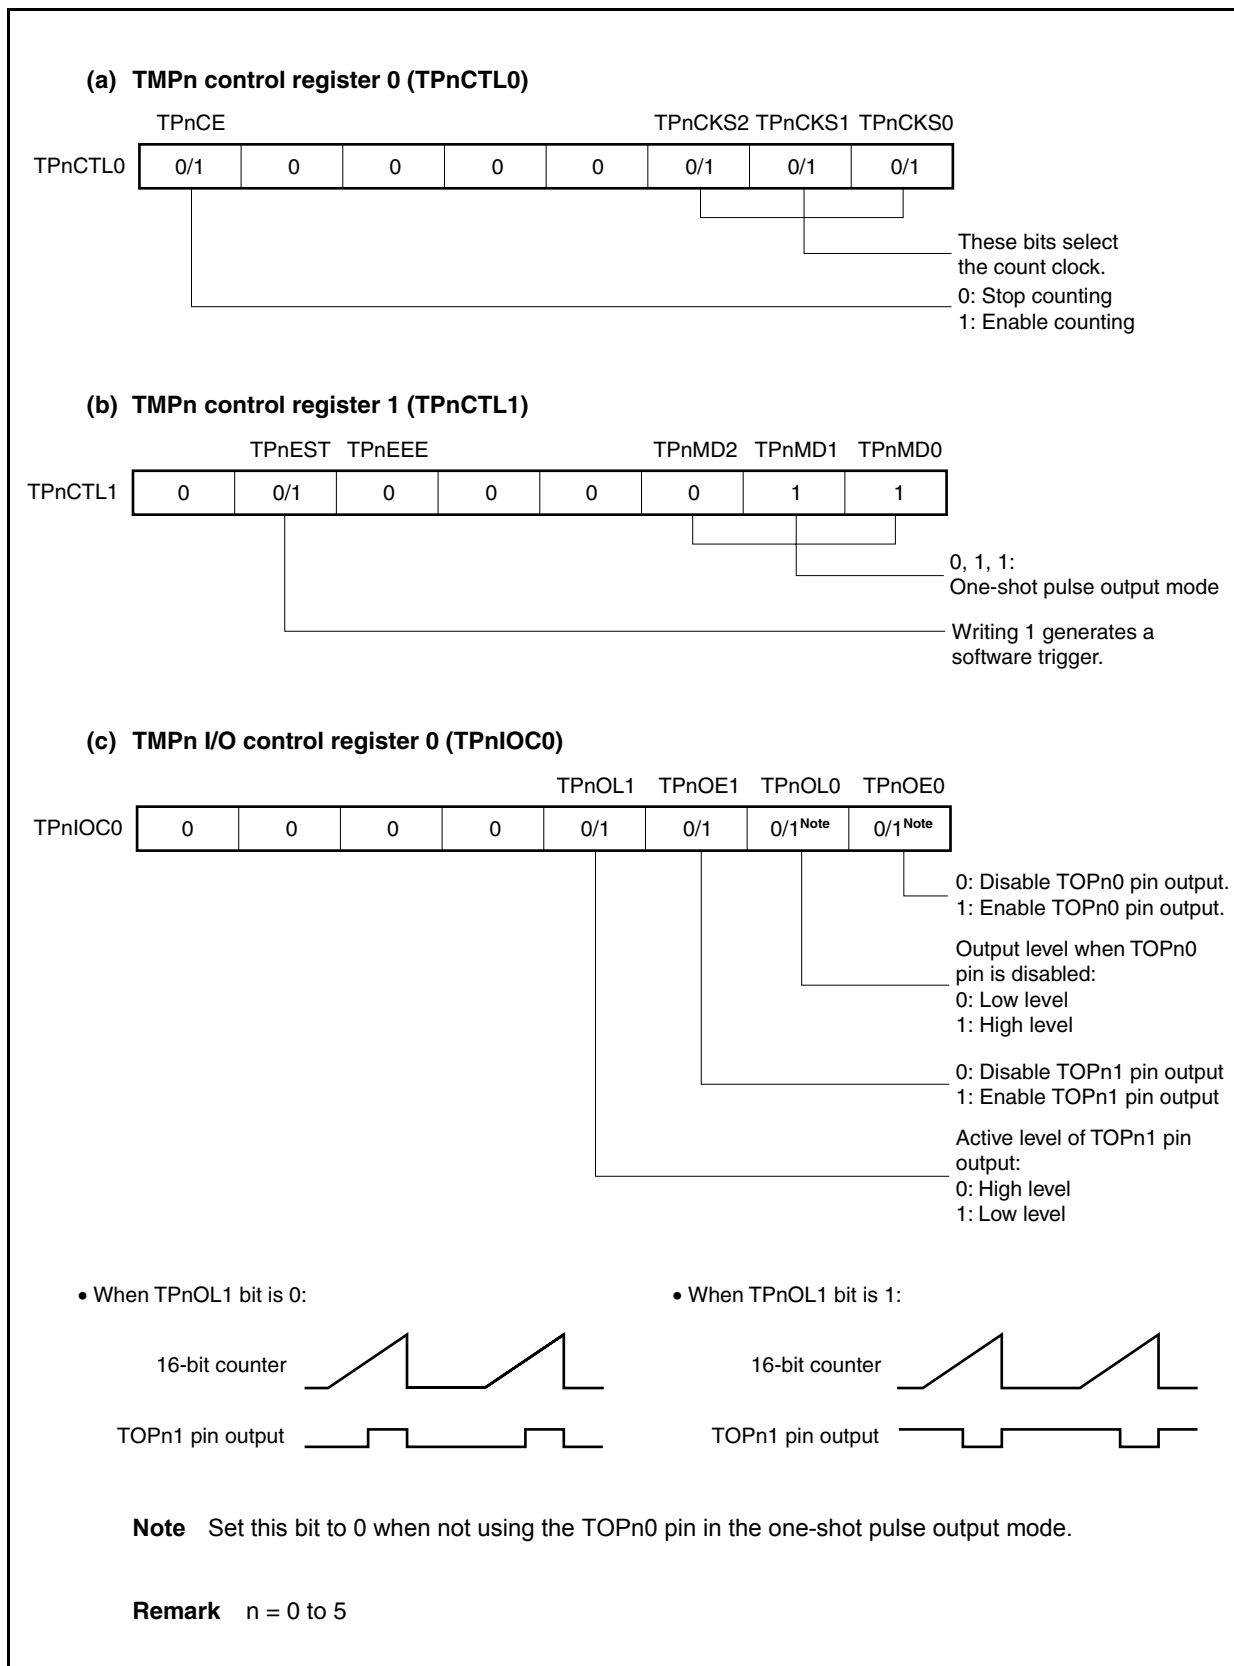 (a) TMPn control register 0 (TPnCTL0)
TPnCE TPnCKS2 TPnCKS1 TPnCKS0
TPnCTL0 0/1 0 0 0 0 0/1 0/1 0/1
These bits select
the count clock.
0: Stop counting
1: Enable counting
(b) TMPn control register 1 (TPnCTL1)
TPnEST TPnEEE TPnMD2 TPnMD1 TPnMD0
TPnCTL1 0 0/1 0 0 0 0 1 1
0, 1, 1:
One-shot pulse output mode
Writing 1 generates a
software trigger.
(c) TMPn I/O control register 0 (TPnIOC0)
TPnOL1 TPnOE1 TPnOL0 TPnOE0
TPnIOC0 0 0 0 0 0/1 0/1 0/1Note 0/1Note
0: Disable TOPn0 pin output.
1: Enable TOPn0 pin output.
Output level when TOPn0
pin is disabled:
0: Low level
1: High level
0: Disable TOPn1 pin output
1: Enable TOPn1 pin output
Active level of TOPn1 pin
output:
0: High level
1: Low level
• When TPnOL1 bit is 0:
16-bit counter
TOPn1 pin output
• When TPnOL1 bit is 1:
16-bit counter
TOPn1 pin output
Note Set this bit to 0 when not using the TOPn0 pin in the one-shot pulse output mode.
Remark n = 0 to 5